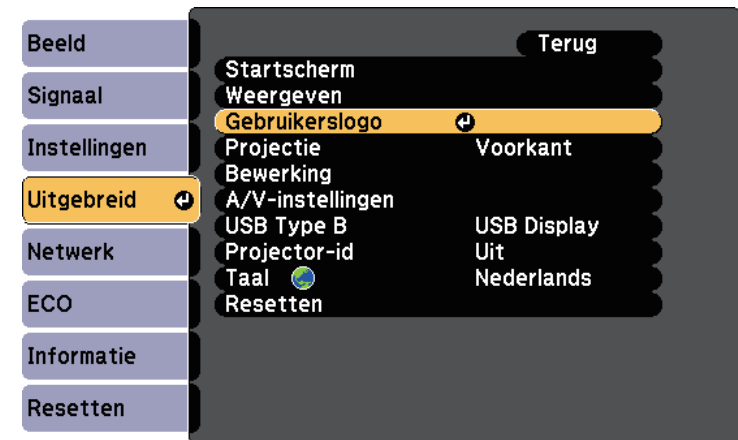 Beeld
Signaal
Instellingen
Uitgebreid
Netwerk
ECO
Informatie
Resetten
Terug
Startscherm
Weergeven
Gebruikerslogo
Projectie Voorkant
Bewerking
A/V-instellingen
USB Type B USB Display
Projector-id Uit
Taal Nederlands
Resetten